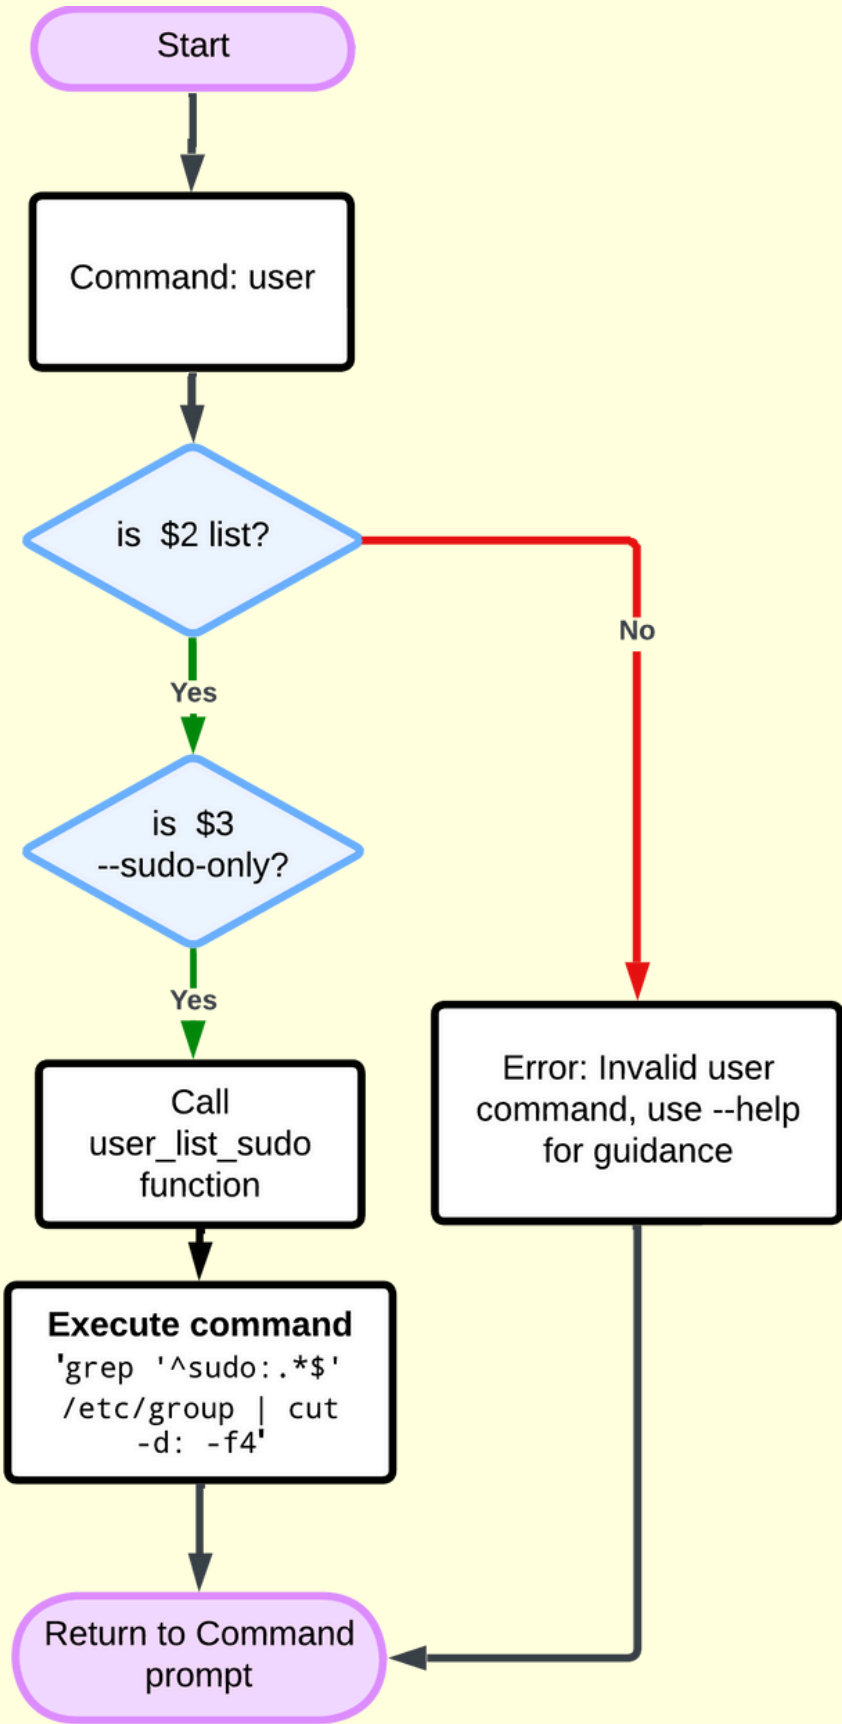 Start
Command: user
is $2 list?
No
Yes
is $3
--sudo-only?
Yes
Call
user_list_sudo
function
Error: Invalid user
command, use --help
for guidance
Execute command
'grep '^sudo:.*$'
/etc/group | cut
-d: -f4'
Return to Command
prompt